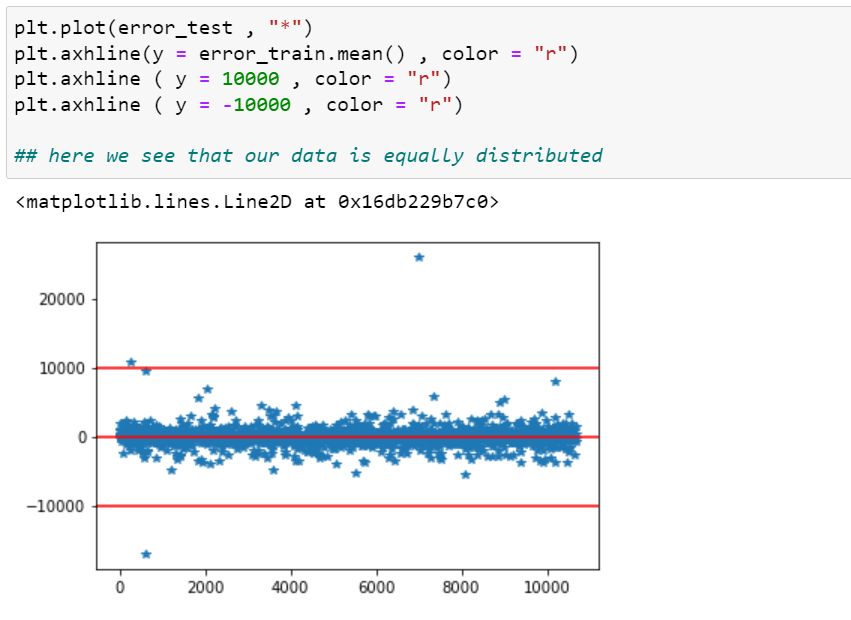 plt.plot(error_test , "*")
plt.axhline(y = error_train.mean() , color = "r")
plt.axhline ( y = 10000 , color = "r")
plt.axhline ( y = -10000 , color = "r")
## here we see that our data is equally distributed
<matplotlib.lines.Line2D at 0x16db229b7c0>
20000
10000
0
−10000
0 2000 4000 6000 8000 10000